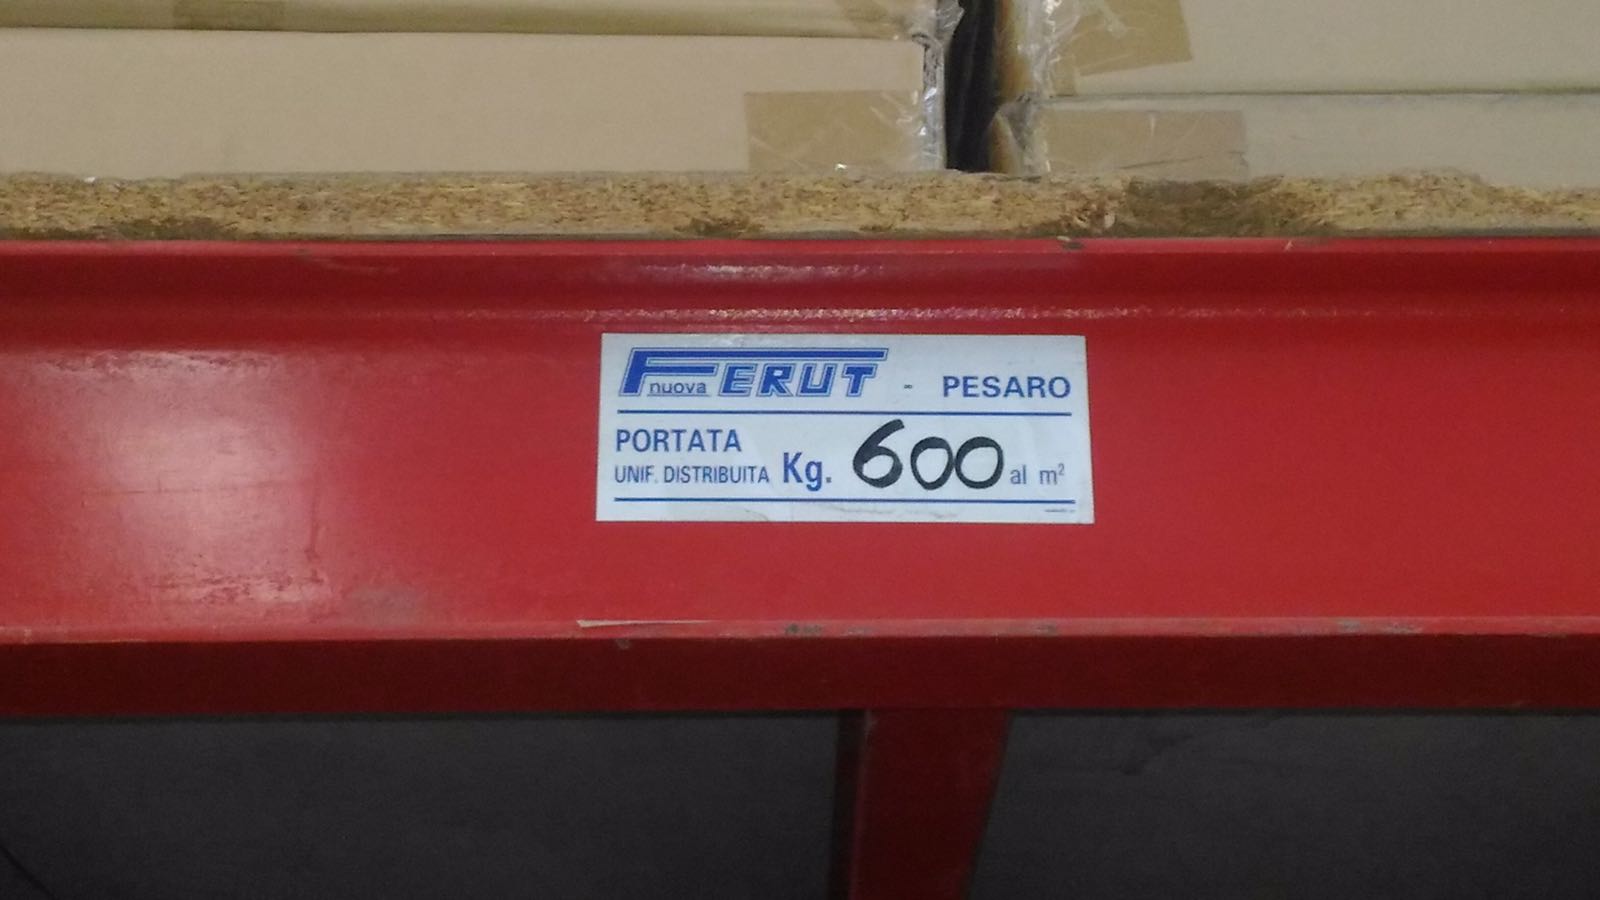 nuova FERUT - PESARO
PORTATA
UNIF. DISTRIBUITA Kg. 600 al m²